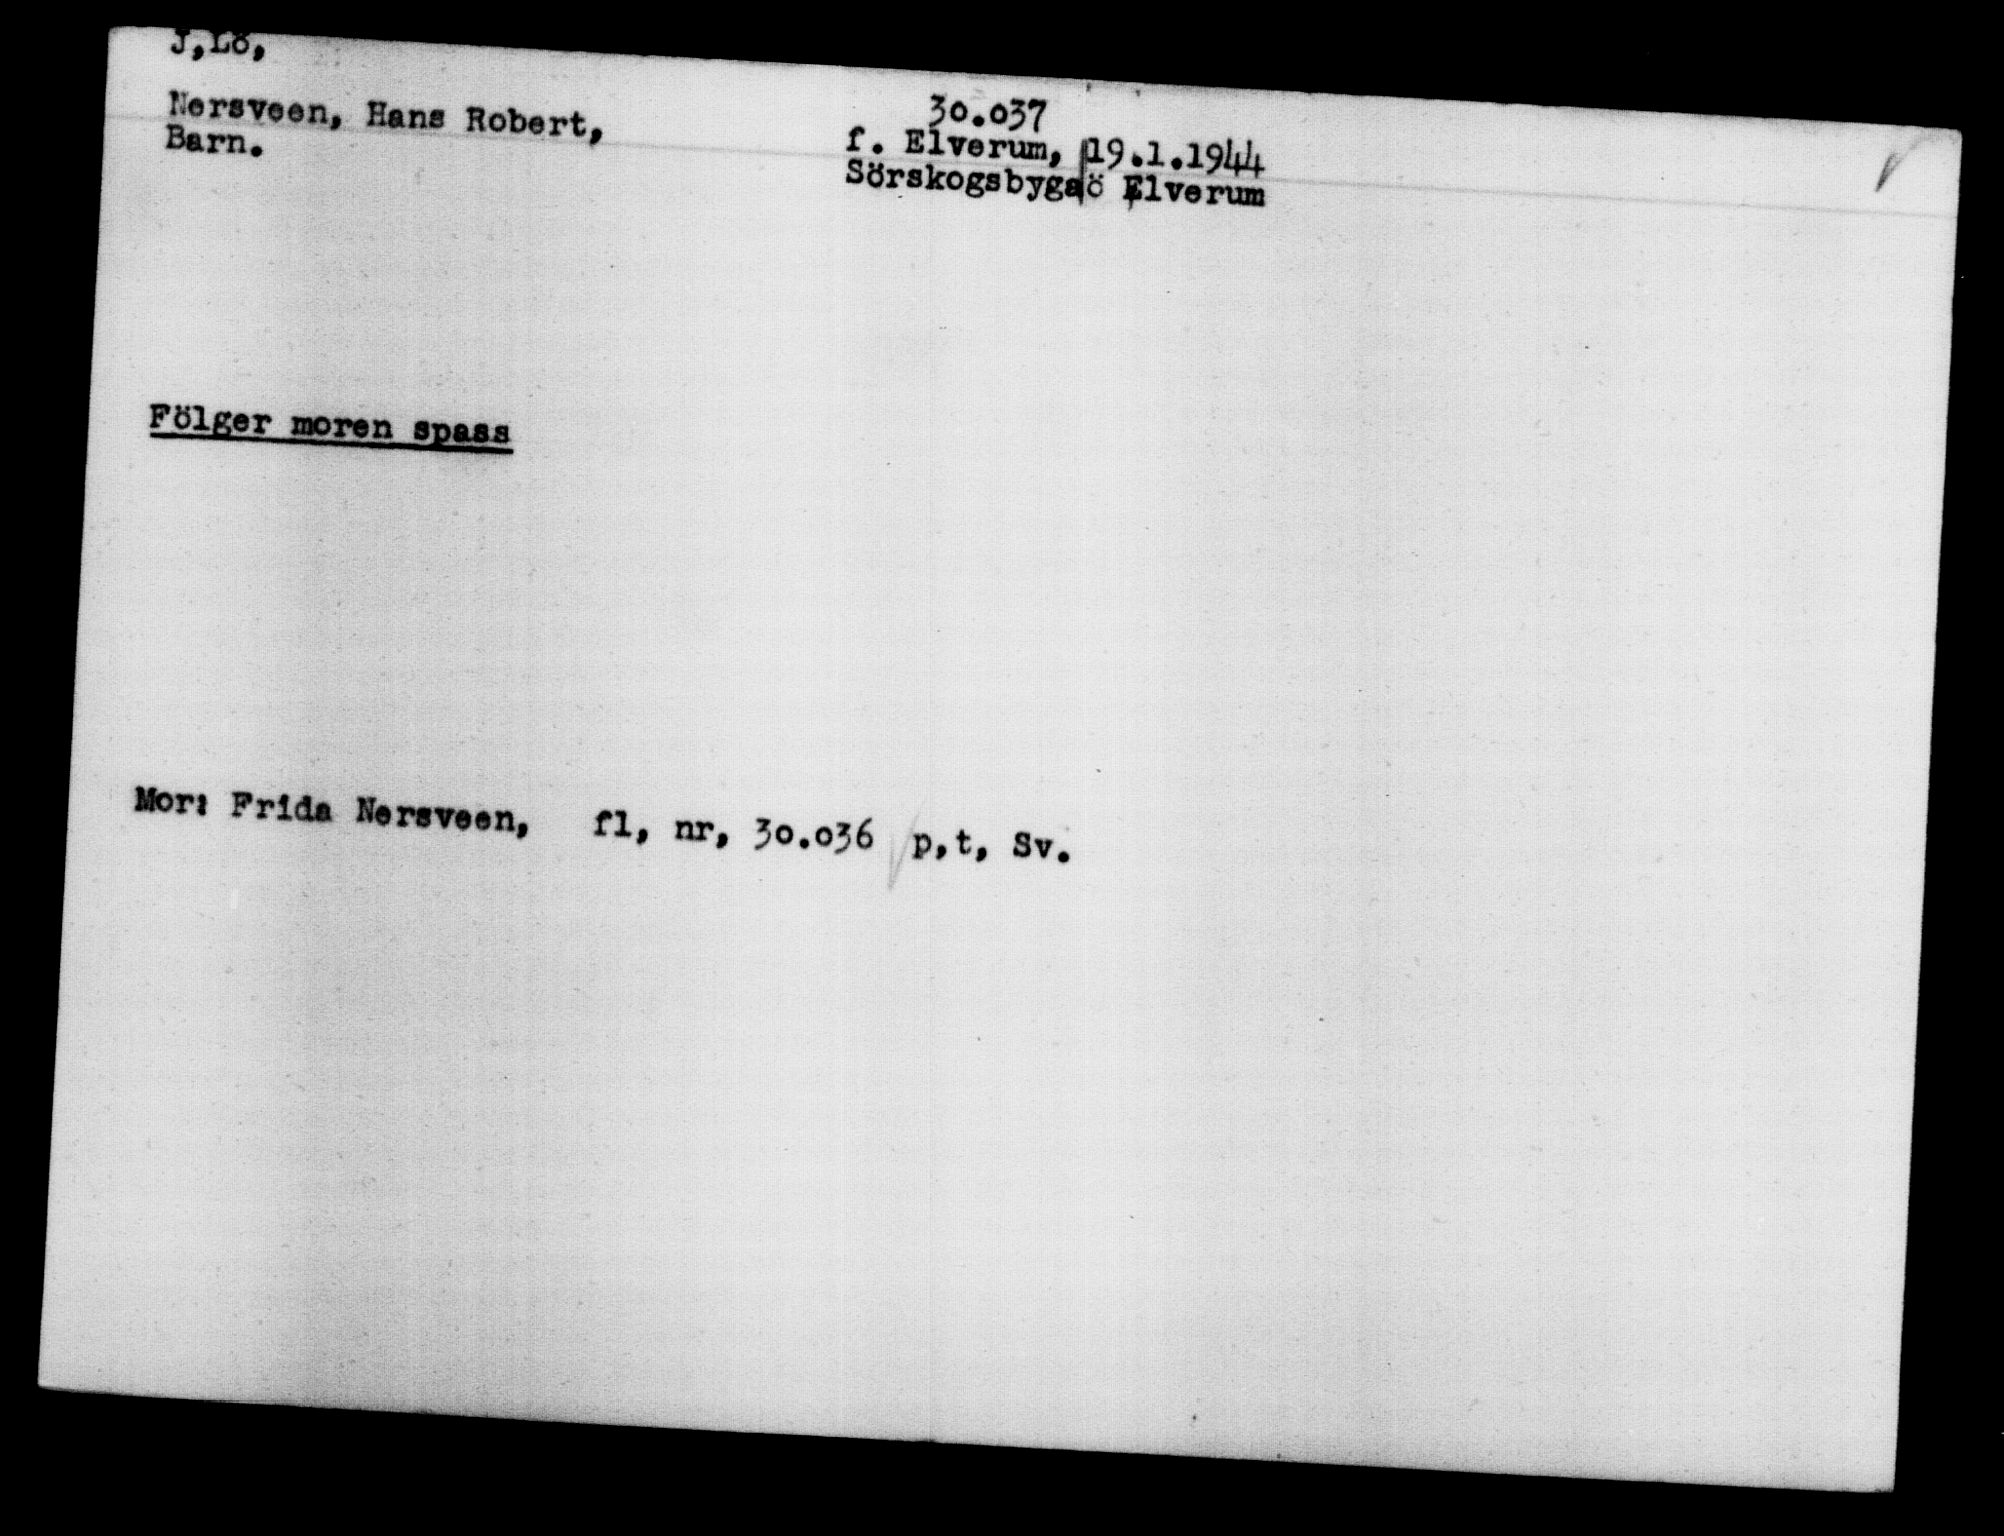 J,Lö,
30.037
Nersveen, Hans Robert, f. Elverum, 19.1.1944
Barn. Sörskogsbygdö Elverum
Fölger moren spass
Mor: Frida Nersveen, fl, nr, 30.036 p,t, Sv.